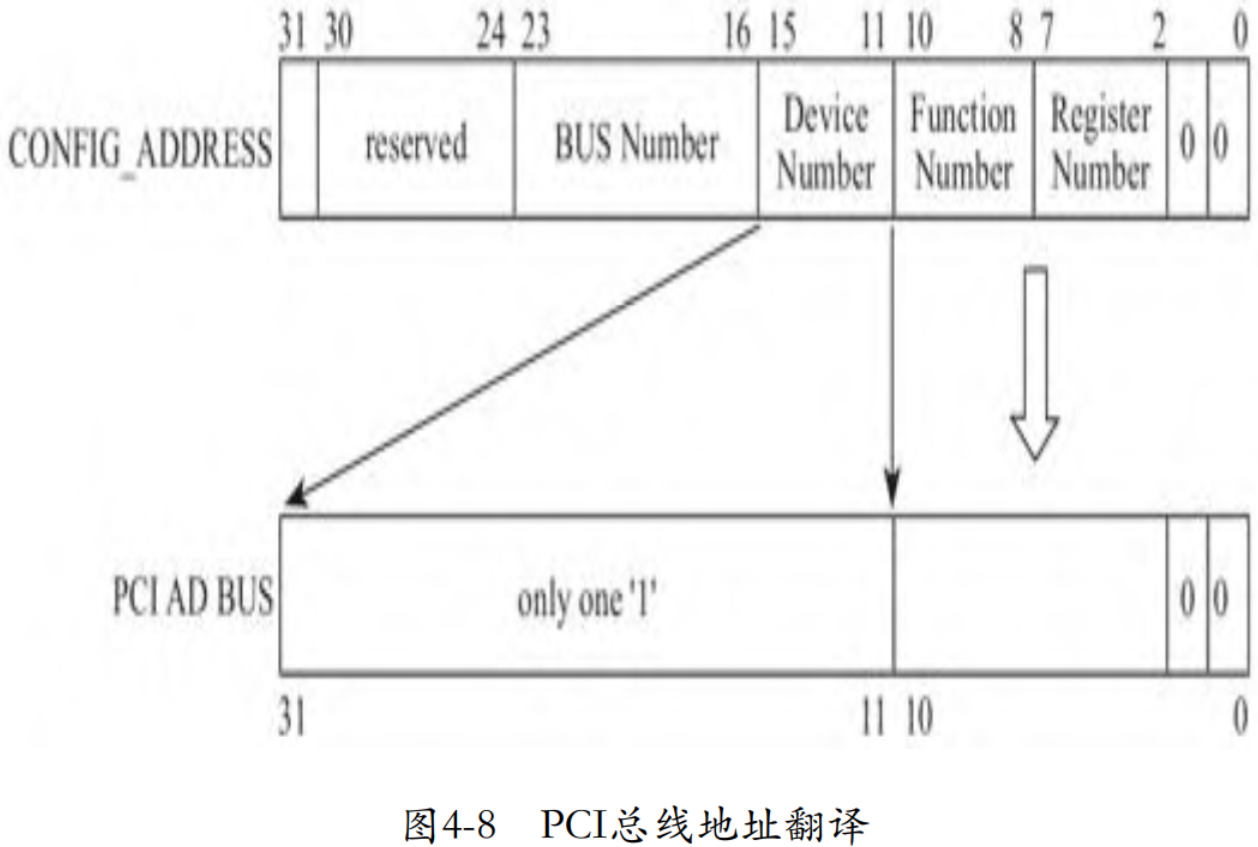 31 30 24 23 16 15 11 10 8 7 2 0
CONFIG_ADDRESS
reserved
BUS Number
Device
Number
Function
Number
Register
Number
0 0
PCI AD BUS
only one '1'
0 0
31 11 10 0
图4-8 PCI总线地址翻译